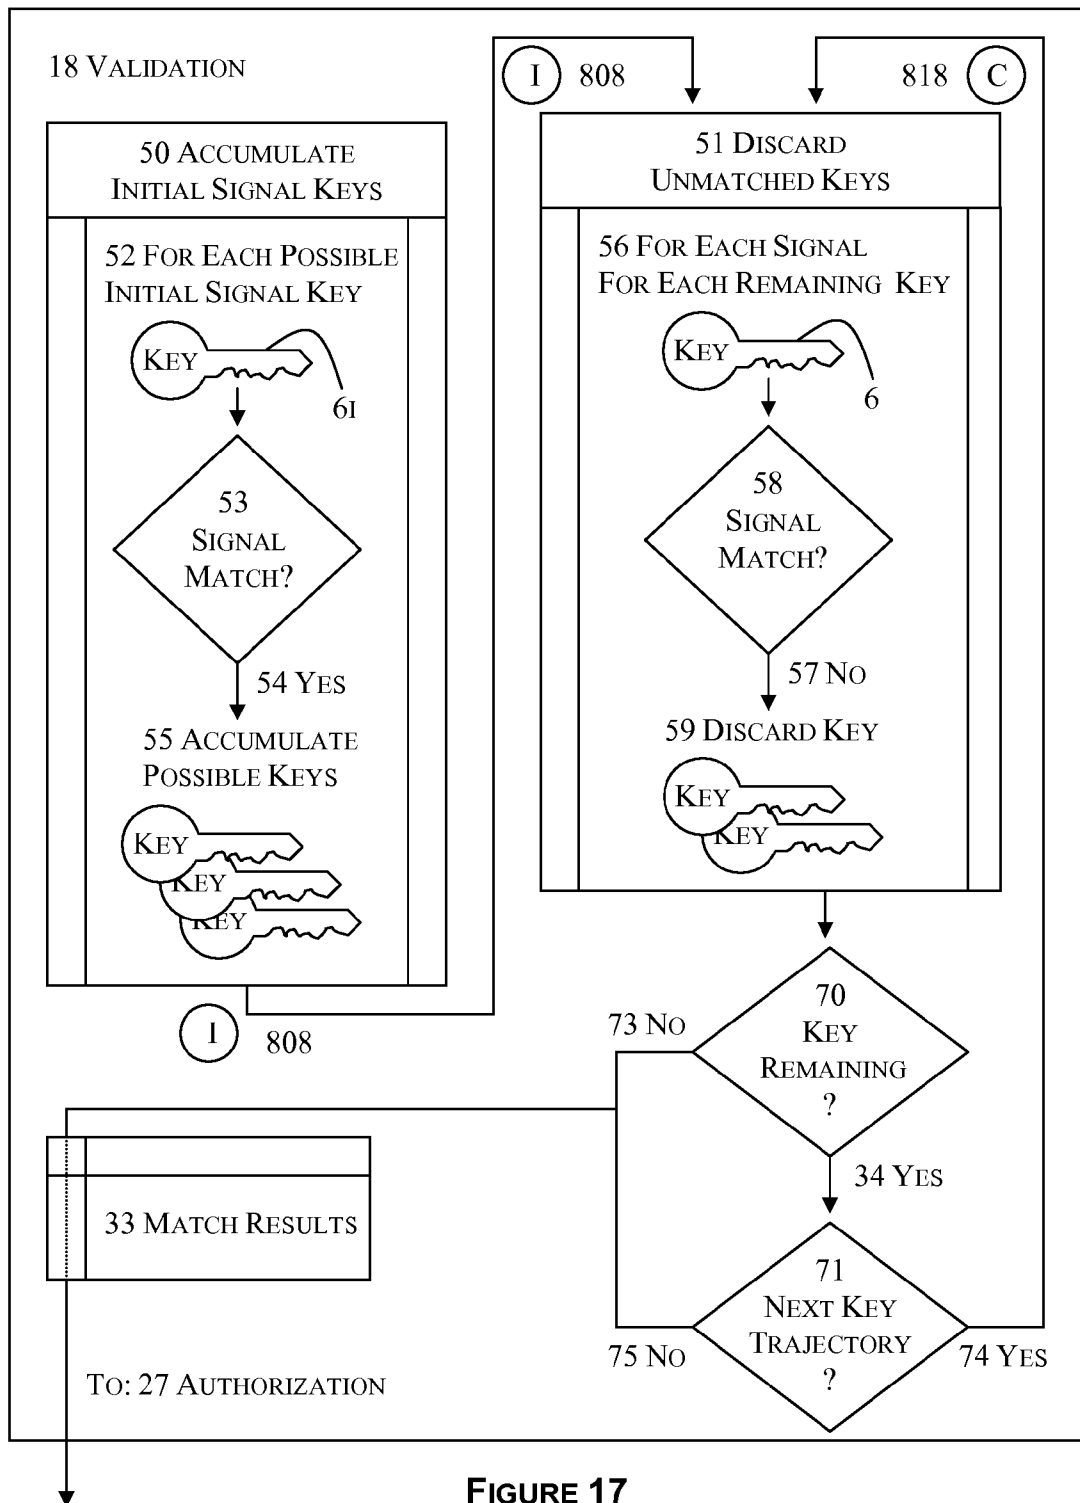 18 VALIDATION
50 ACCUMULATE
INITIAL SIGNAL KEYS
52 FOR EACH POSSIBLE
INITIAL SIGNAL KEY
KEY
6I
53
SIGNAL
MATCH?
54 YES
55 ACCUMULATE
POSSIBLE KEYS
KEY
KEY
KEY
I
808
I
808
818
C
51 DISCARD
UNMATCHED KEYS
56 FOR EACH SIGNAL
FOR EACH REMAINING KEY
KEY
6
58
SIGNAL
MATCH?
57 NO
59 DISCARD KEY
KEY
KEY
70
KEY
REMAINING
?
73 NO
34 YES
71
NEXT KEY
TRAJECTORY
?
75 NO
74 YES
33 MATCH RESULTS
TO: 27 AUTHORIZATION
FIGURE 17